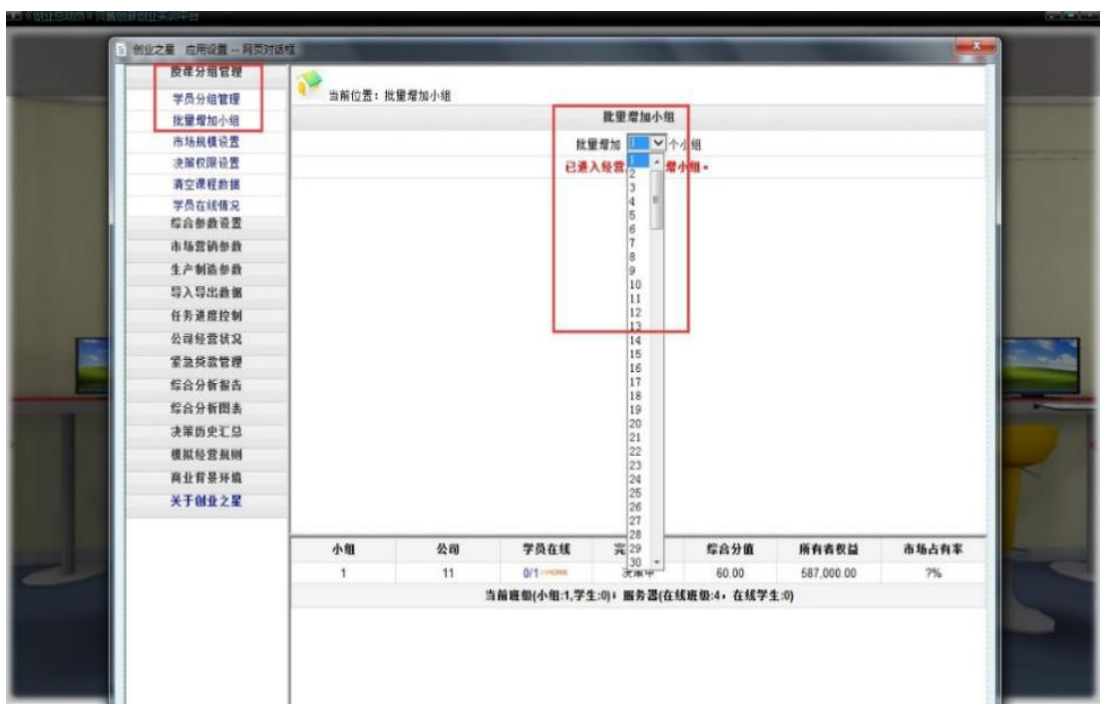 创业之星 应用设置 -- 网页对话框
授课分组管理
学员分组管理
批量增加小组
市场规模设置
决策权限设置
清空课程数据
学员在线情况
综合参数设置
市场营销参数
生产制造参数
导入导出数据
任务进度控制
公司经营状况
紧急贷款管理
综合分析报告
综合分析图表
决策历史汇总
模拟经营规则
商业背景环境
关于创业之星
当前位置：批量增加小组
批量增加小组
批量增加 1 个小组
已进入经营 增小组。
1
2
3
4
5
6
7
8
9
10
11
12
13
14
15
16
17
18
19
20
21
22
23
24
25
26
27
28
29
30
小组 公司 学员在线 完 综合分值 所有者权益 市场占有率
1 11 0/1 决策中 60.00 587,000.00 ?%
当前班级(小组:1,学生:0)，服务器(在线班级:4，在线学生:0)